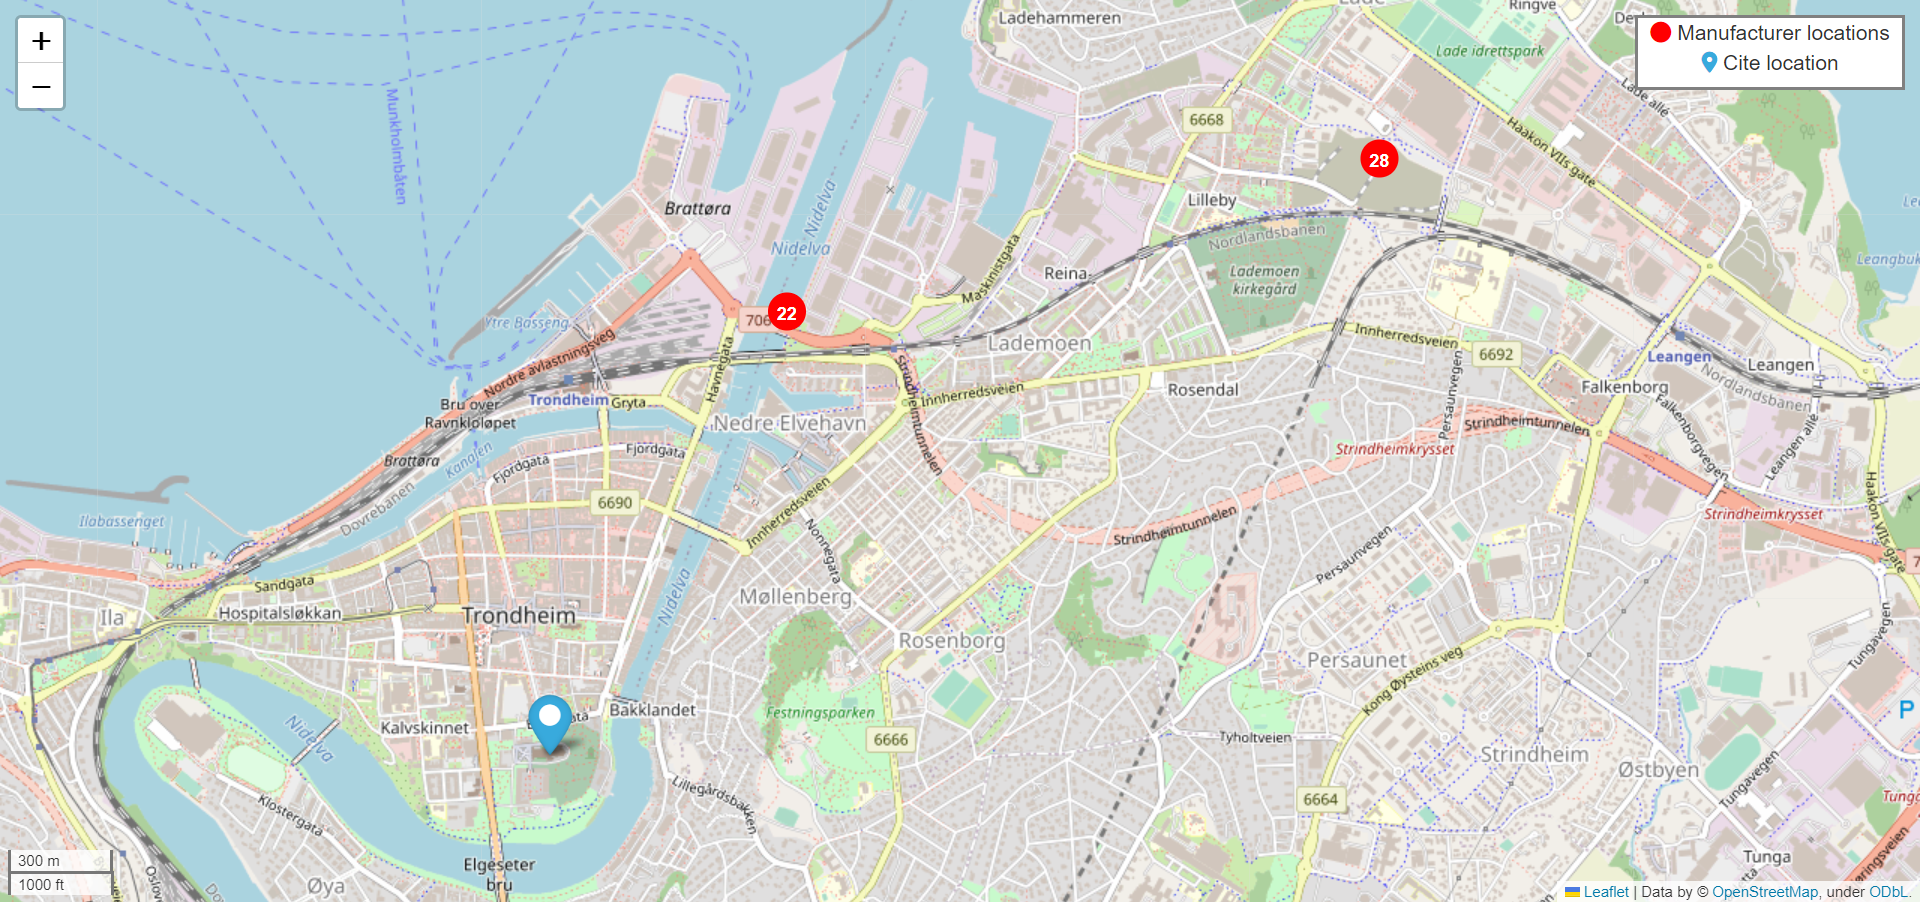 Ladehammeren
Lade
Ringve
+
−
Manufacturer locations
Cite location
Lade idrettspark
Lade allé
Munkholmbåten
6668
Haakon VIIs gate
28
Brattøra
Nidelva
Nidelva
Lilleby
Nordlandsbanen
Reina
Lademoen
kirkegård
Maskinistgata
Ytre Basseng
706
22
Lademoen
Innherredsveien
6692
Leangen
Leangen
Nordre avlastningsveg
Havnegata
Strindheimtunnelen
Innherredsveien
Rosendal
Persaunvegen
Falkenborg
Nordlandsbanen
Trondheim
Gryta
Bru over
Ravnkloløpet
Nedre Elvehavn
Strindheimkrysset
Strindheimtunnelen
Falkenborgvegen
Leangen allé
Brattøra
Kanalen
Fjordgata
Fjordgata
6690
Dovrebanen
Innherredsveien
Nonnegata
Strindheimtunnelen
Strindheimkrysset
Haakon VIIs gate
Ilabassenget
Sandgata
Persaunvegen
Ila
Hospitalsløkkan
Trondheim
Nidelva
Møllenberg
Rosenborg
Persaunet
Kong Øysteins veg
Tungavegen
Bakklandet
Kalvskinnet
Festningsparken
6666
Tyholtveien
Strindheim
Østbyen
P
Nidelva
Klostergata
Lillegårdsbakken
6664
Tungavegen
Tunga
Elgeseter
bru
Øya
300 m
1000 ft
Leaflet | Data by © OpenStreetMap, under ODbL.